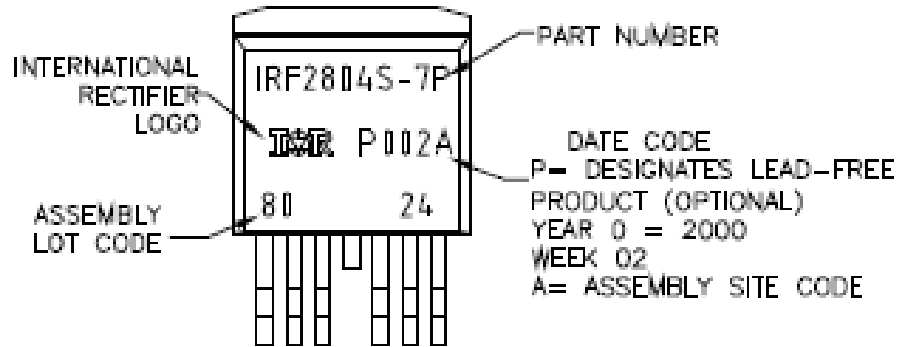 PART NUMBER
INTERNATIONAL
RECTIFIER
LOGO
IRF2804S-7P
IOR P002A
DATE CODE
P= DESIGNATES LEAD-FREE
PRODUCT (OPTIONAL)
YEAR 0 = 2000
WEEK 02
A= ASSEMBLY SITE CODE
ASSEMBLY
LOT CODE
80 24